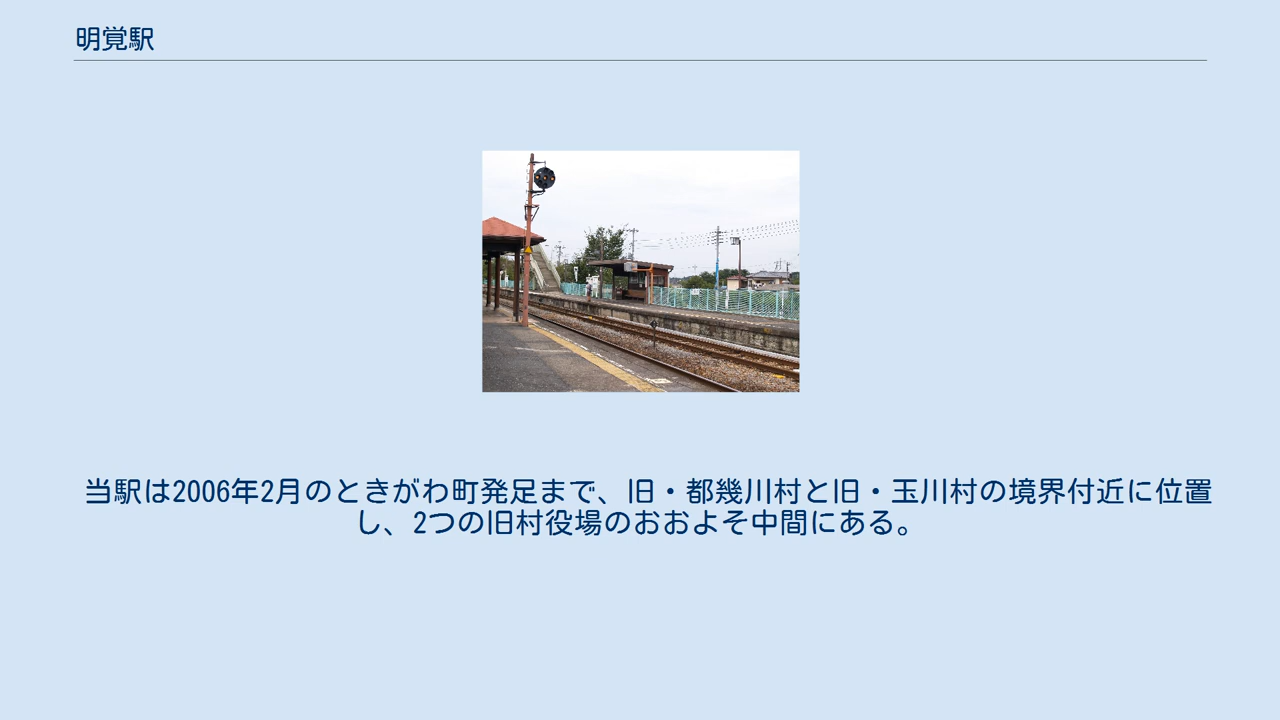 明覚駅
当駅は2006年2月のときがわ町発足まで、旧・都幾川村と旧・玉川村の境界付近に位置
し、2つの旧村役場のおおよそ中間にある。